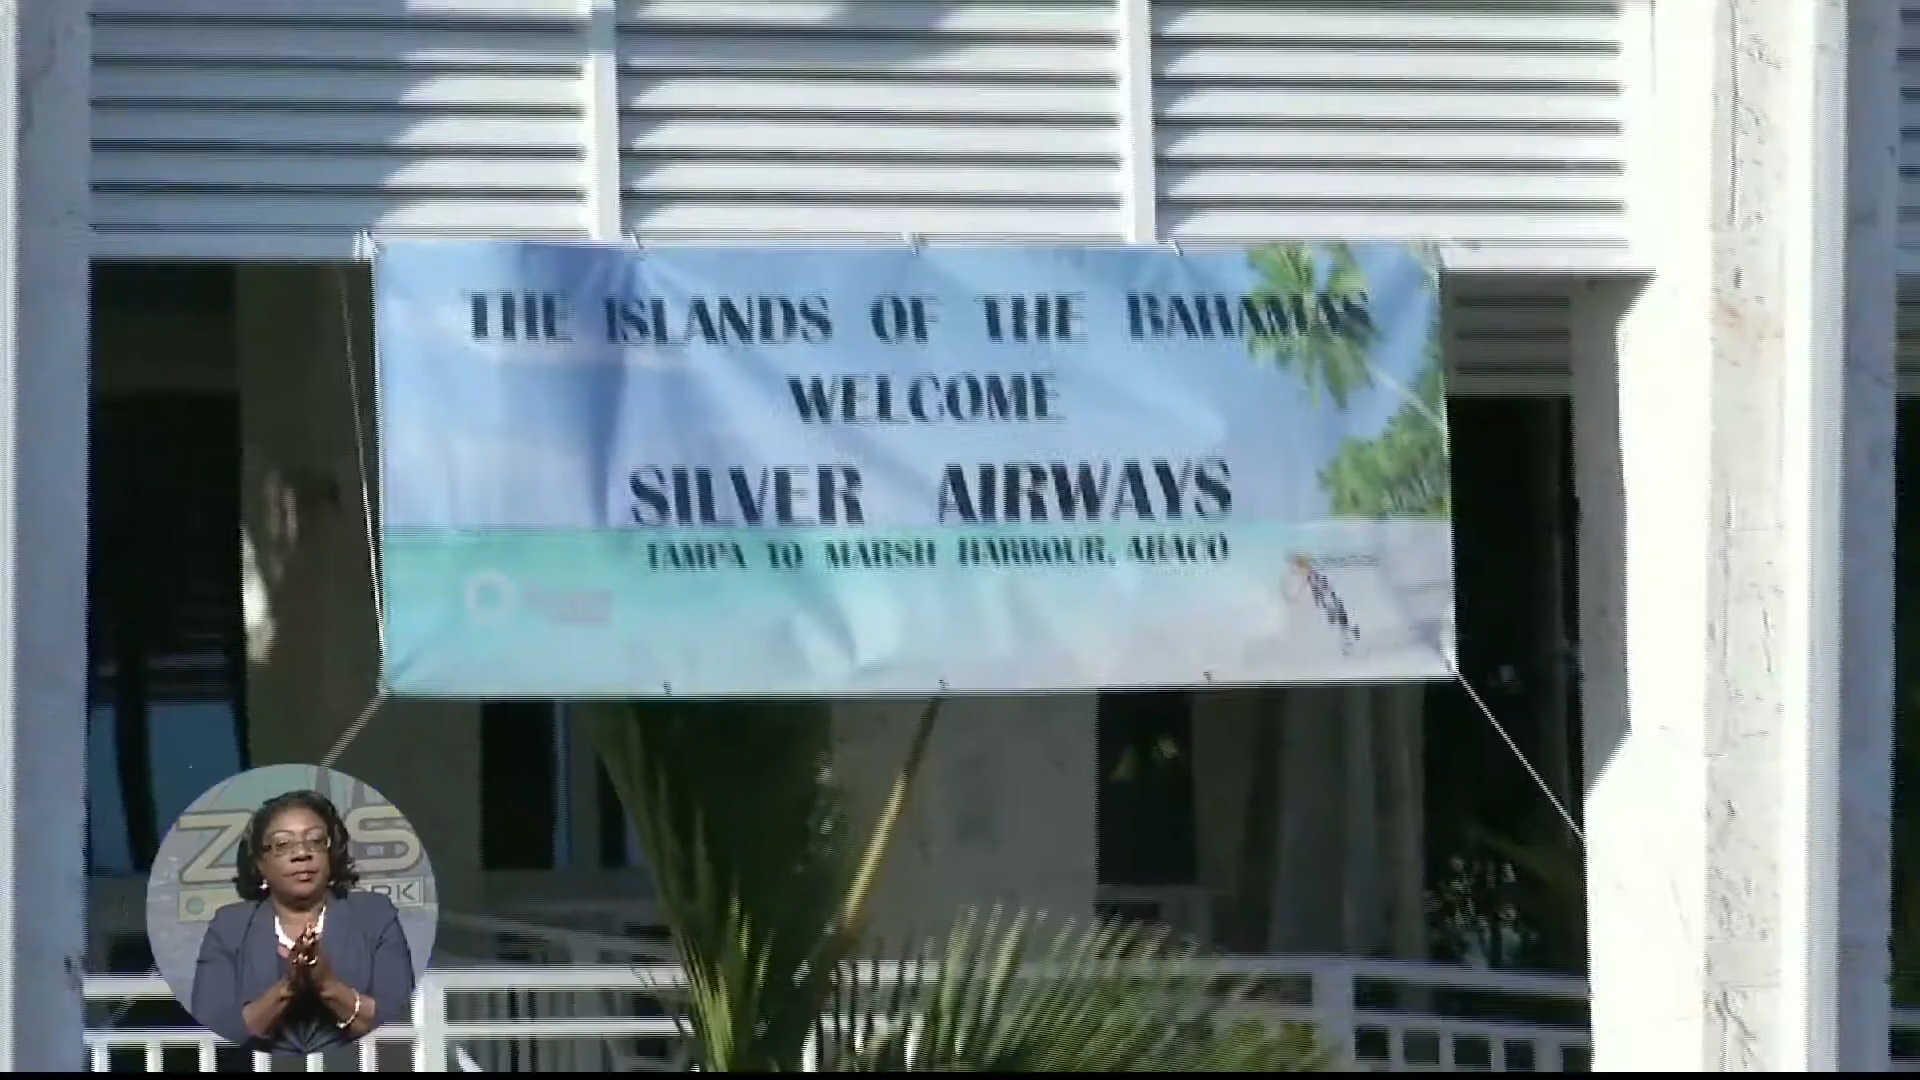 THE ISLANDS OF THE BAHAMAS
WELCOME
SILVER AIRWAYS
TAMPA TO MARSH HARBOUR, ABACO